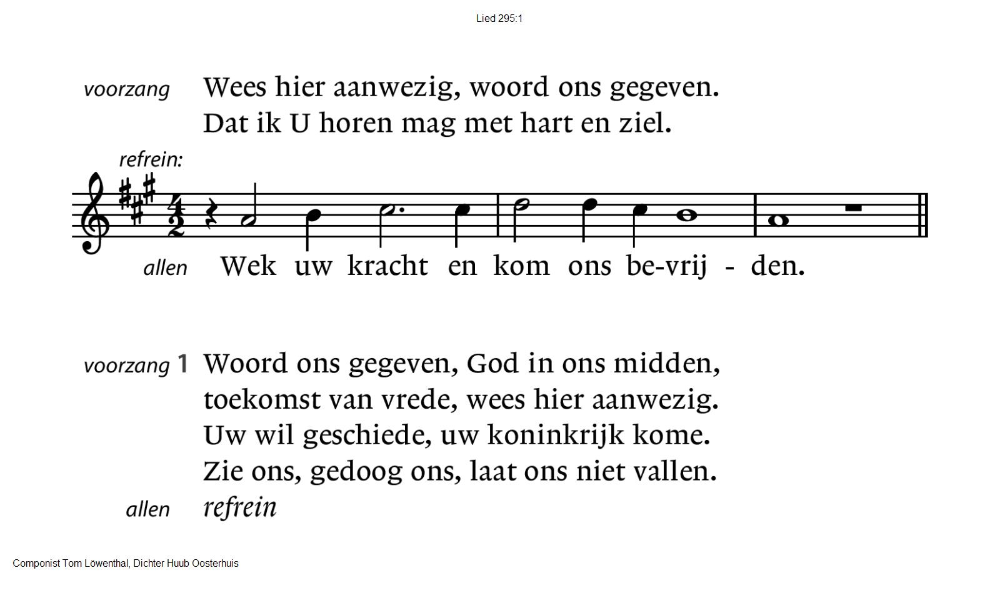 Lied 295:1
voorzang Wees hier aanwezig, woord ons gegeven.
Dat ik U horen mag met hart en ziel.
refrein:
4
2
allen Wek uw kracht en kom ons be-vrij - den.
voorzang 1 Woord ons gegeven, God in ons midden,
toekomst van vrede, wees hier aanwezig.
Uw wil geschiede, uw koninkrijk kome.
Zie ons, gedoog ons, laat ons niet vallen.
allen refrein
Componist Tom Löwenthal, Dichter Huub Oosterhuis